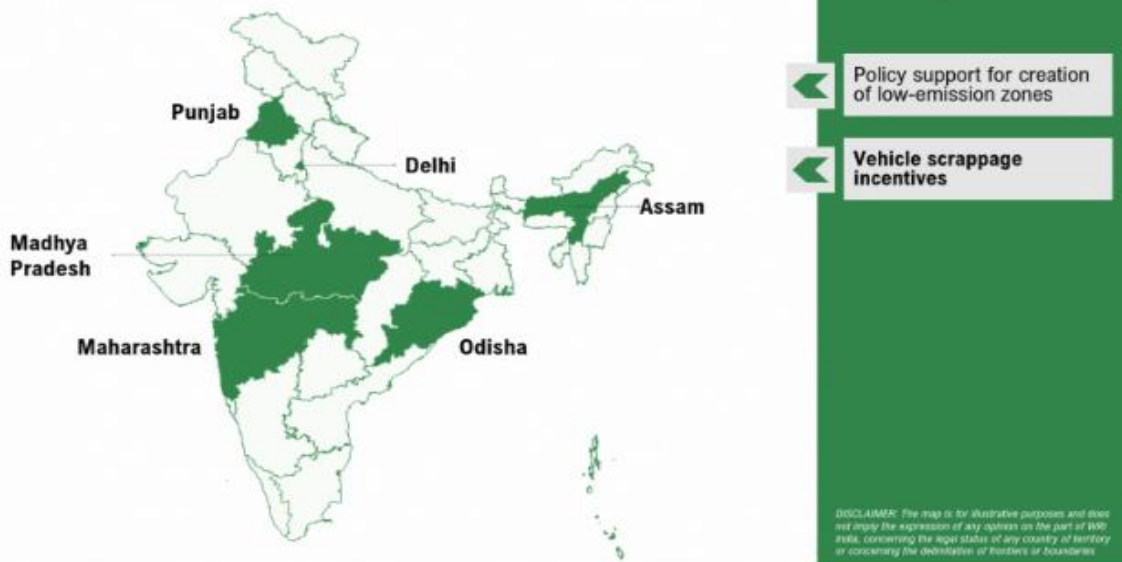 Punjab
Delhi
Assam
Madhya
Pradesh
Maharashtra
Odisha
Policy support for creation
of low-emission zones
Vehicle scrappage
incentives
DISCLAIMER: The map is for illustrative purposes and does
not imply the expression of any opinion on the part of WRI
India, concerning the legal status of any country of territory
or concerning the delimitation of frontiers or boundaries